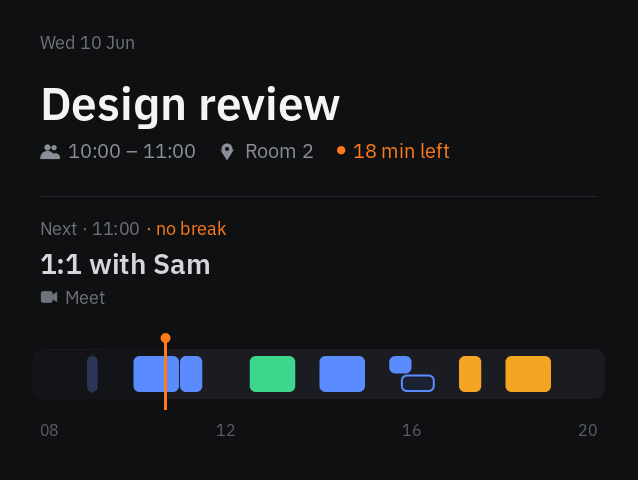 Wed 10 Jun
Design review
10:00 – 11:00 Room 2 • 18 min left
Next · 11:00 · no break
1:1 with Sam
Meet
08 12 16 20